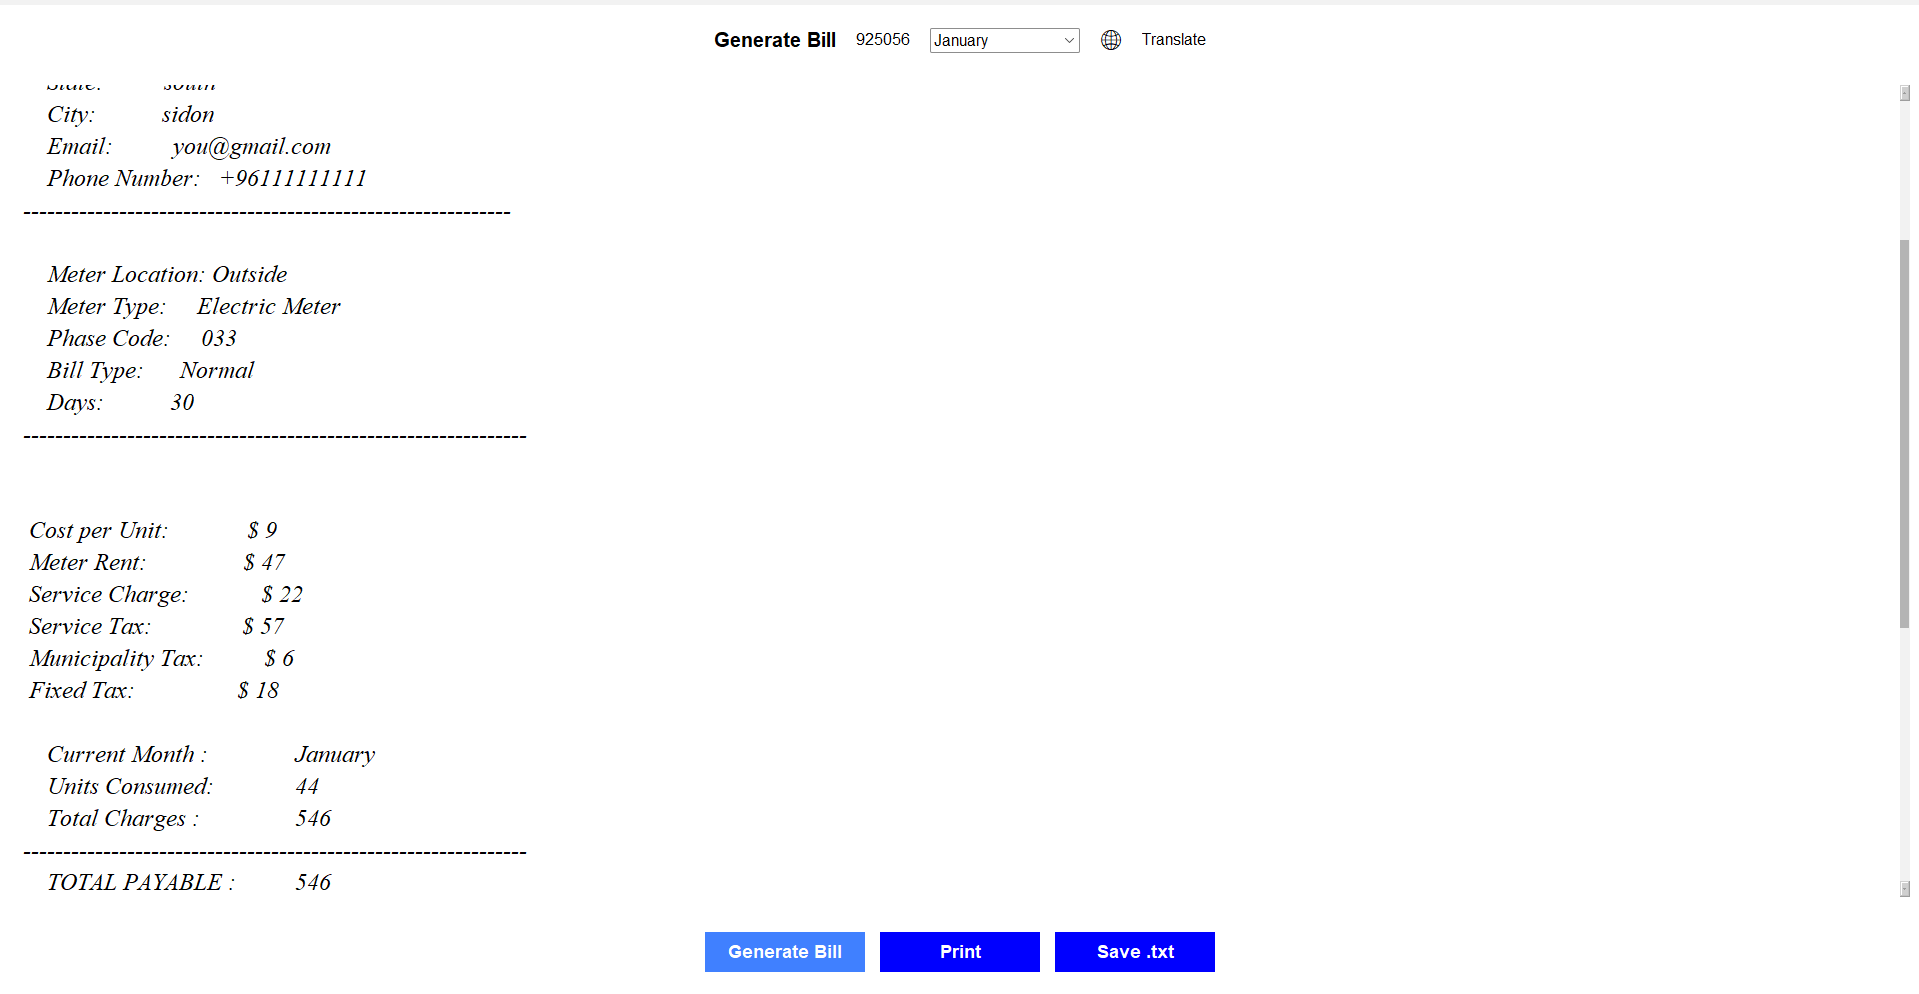 Generate Bill 925056 January Translate
City: sidon
Email: you@gmail.com
Phone Number: +96111111111
-------------------------------------------------------------
Meter Location: Outside
Meter Type: Electric Meter
Phase Code: 033
Bill Type: Normal
Days: 30
---------------------------------------------------------------
Cost per Unit: $ 9
Meter Rent: $ 47
Service Charge: $ 22
Service Tax: $ 57
Municipality Tax: $ 6
Fixed Tax: $ 18
Current Month : January
Units Consumed: 44
Total Charges : 546
---------------------------------------------------------------
TOTAL PAYABLE : 546
Generate Bill Print Save .txt